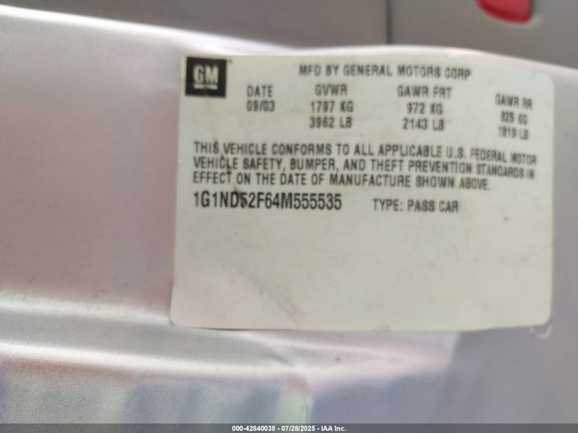 GM
MFD BY GENERAL MOTORS CORP
DATE GVWR GAWR FRT GAWR RR
09/03 1797 KG 972 KG 825 KG
3962 LB 2143 LB 1819 LB
THIS VEHICLE CONFORMS TO ALL APPLICABLE U.S. FEDERAL MOTOR
VEHICLE SAFETY, BUMPER, AND THEFT PREVENTION STANDARDS IN
EFFECT ON THE DATE OF MANUFACTURE SHOWN ABOVE.
1G1ND52F64M555535 TYPE: PASS CAR
000-42840038 - 07/28/2025 - IAA Inc.